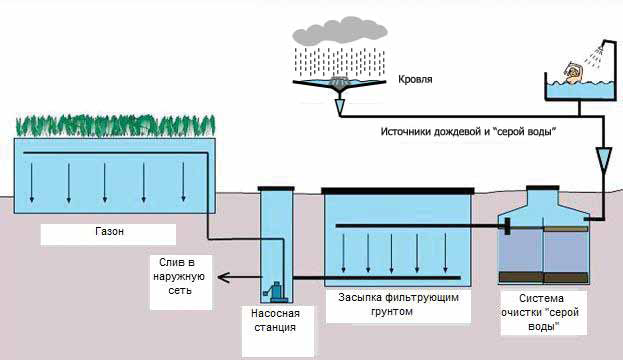 Кровля
Источники дождевой и "серой воды"
Газон
Слив в
наружную
сеть
Насосная
станция
Засыпка фильтрующим
грунтом
Система
очистки "серой
воды"